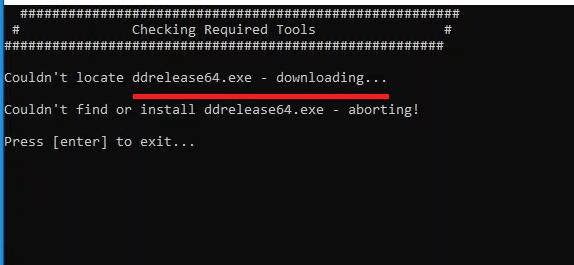 #######################################################
# Checking Required Tools #
#######################################################
Couldn't locate ddrelease64.exe - downloading...
Couldn't find or install ddrelease64.exe - aborting!
Press [enter] to exit...